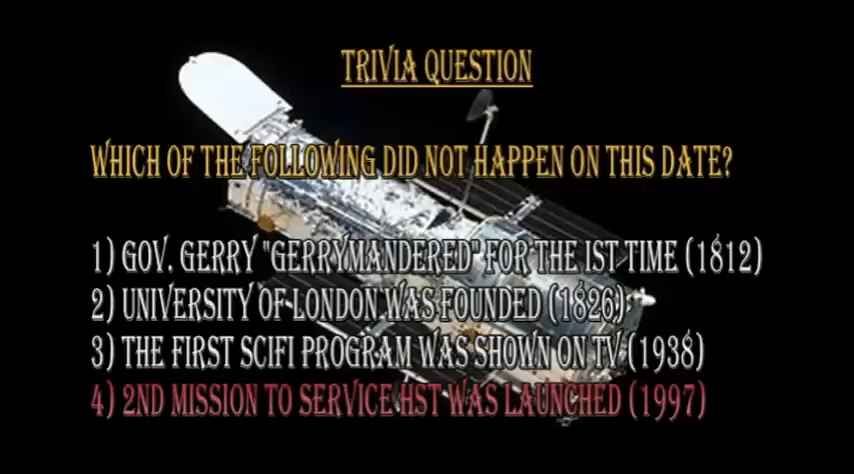 TRIVIA QUESTION
WHICH OF THE FOLLOWING DID NOT HAPPEN ON THIS DATE?
1) GOV. GERRY "GERRYMANDERED" FOR THE 1ST TIME (1812)
2) UNIVERSITY OF LONDON WAS FOUNDED (1826)
3) THE FIRST SCIFI PROGRAM WAS SHOWN ON TV (1938)
4) 2ND MISSION TO SERVICE HST WAS LAUNCHED (1997)